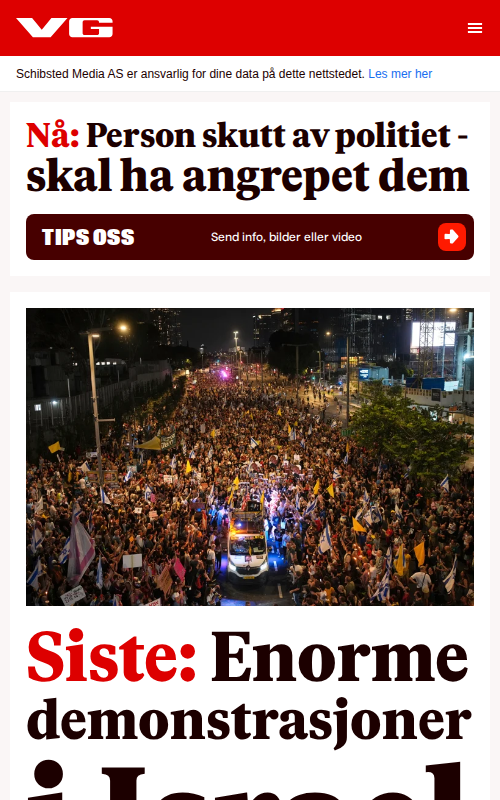 VG
Schibsted Media AS er ansvarlig for dine data på dette nettstedet. Les mer her
Nå: Person skutt av politiet -
skal ha angrepet dem
TIPS OSS
Send info, bilder eller video
Siste: Enorme
demonstrasjoner
i Israel